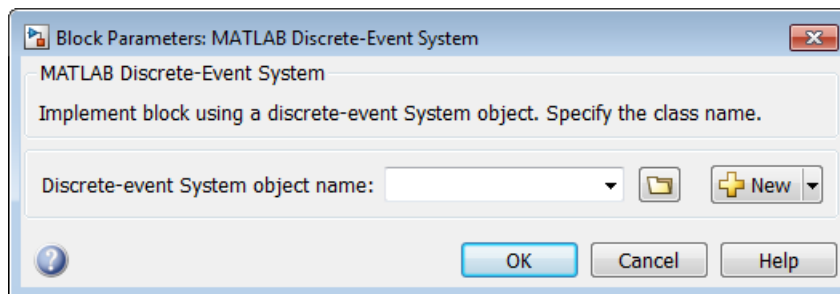 Block Parameters: MATLAB Discrete-Event System
MATLAB Discrete-Event System
Implement block using a discrete-event System object. Specify the class name.
Discrete-event System object name:
New
OK
Cancel
Help